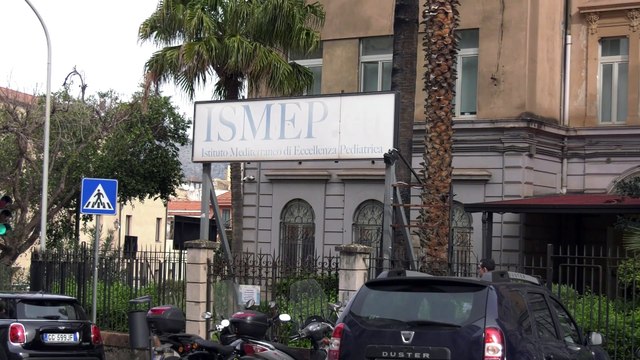 ISMEP
Istituto Mediterraneo di Eccellenza Pediatrica
DUSTER